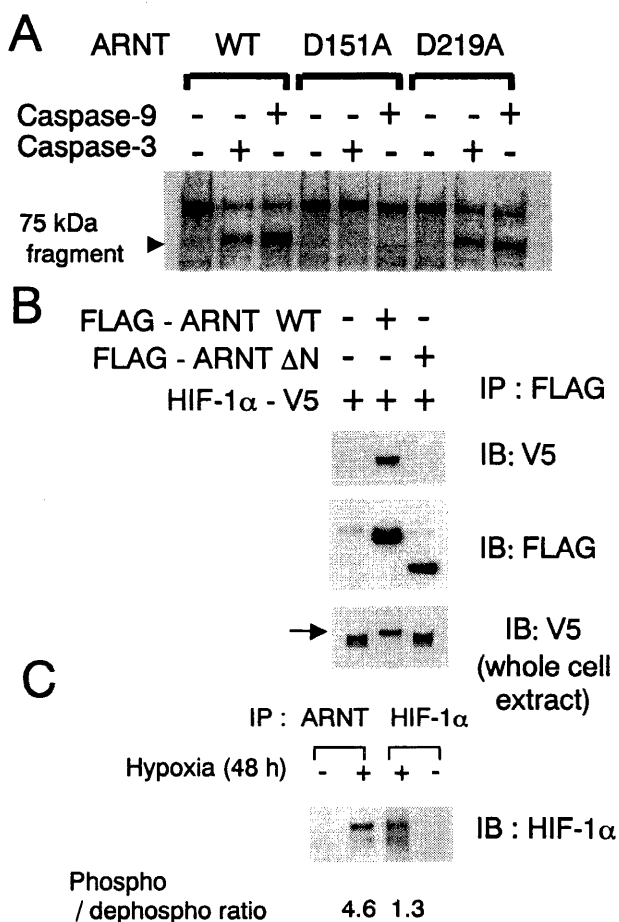 A
ARNT WT D151A D219A
Caspase-9 - - + - - + - - +
Caspase-3 - + - - + - - + -
75 kDa
fragment
B
FLAG - ARNT WT - + -
FLAG - ARNT ΔN - - +
HIF-1α - V5 + + +
IP : FLAG
IB: V5
IB: FLAG
IB: V5
(whole cell
extract)
C
IP : ARNT HIF-1α
Hypoxia (48 h) - + + -
IB : HIF-1α
Phospho
/ dephospho ratio 4.6 1.3